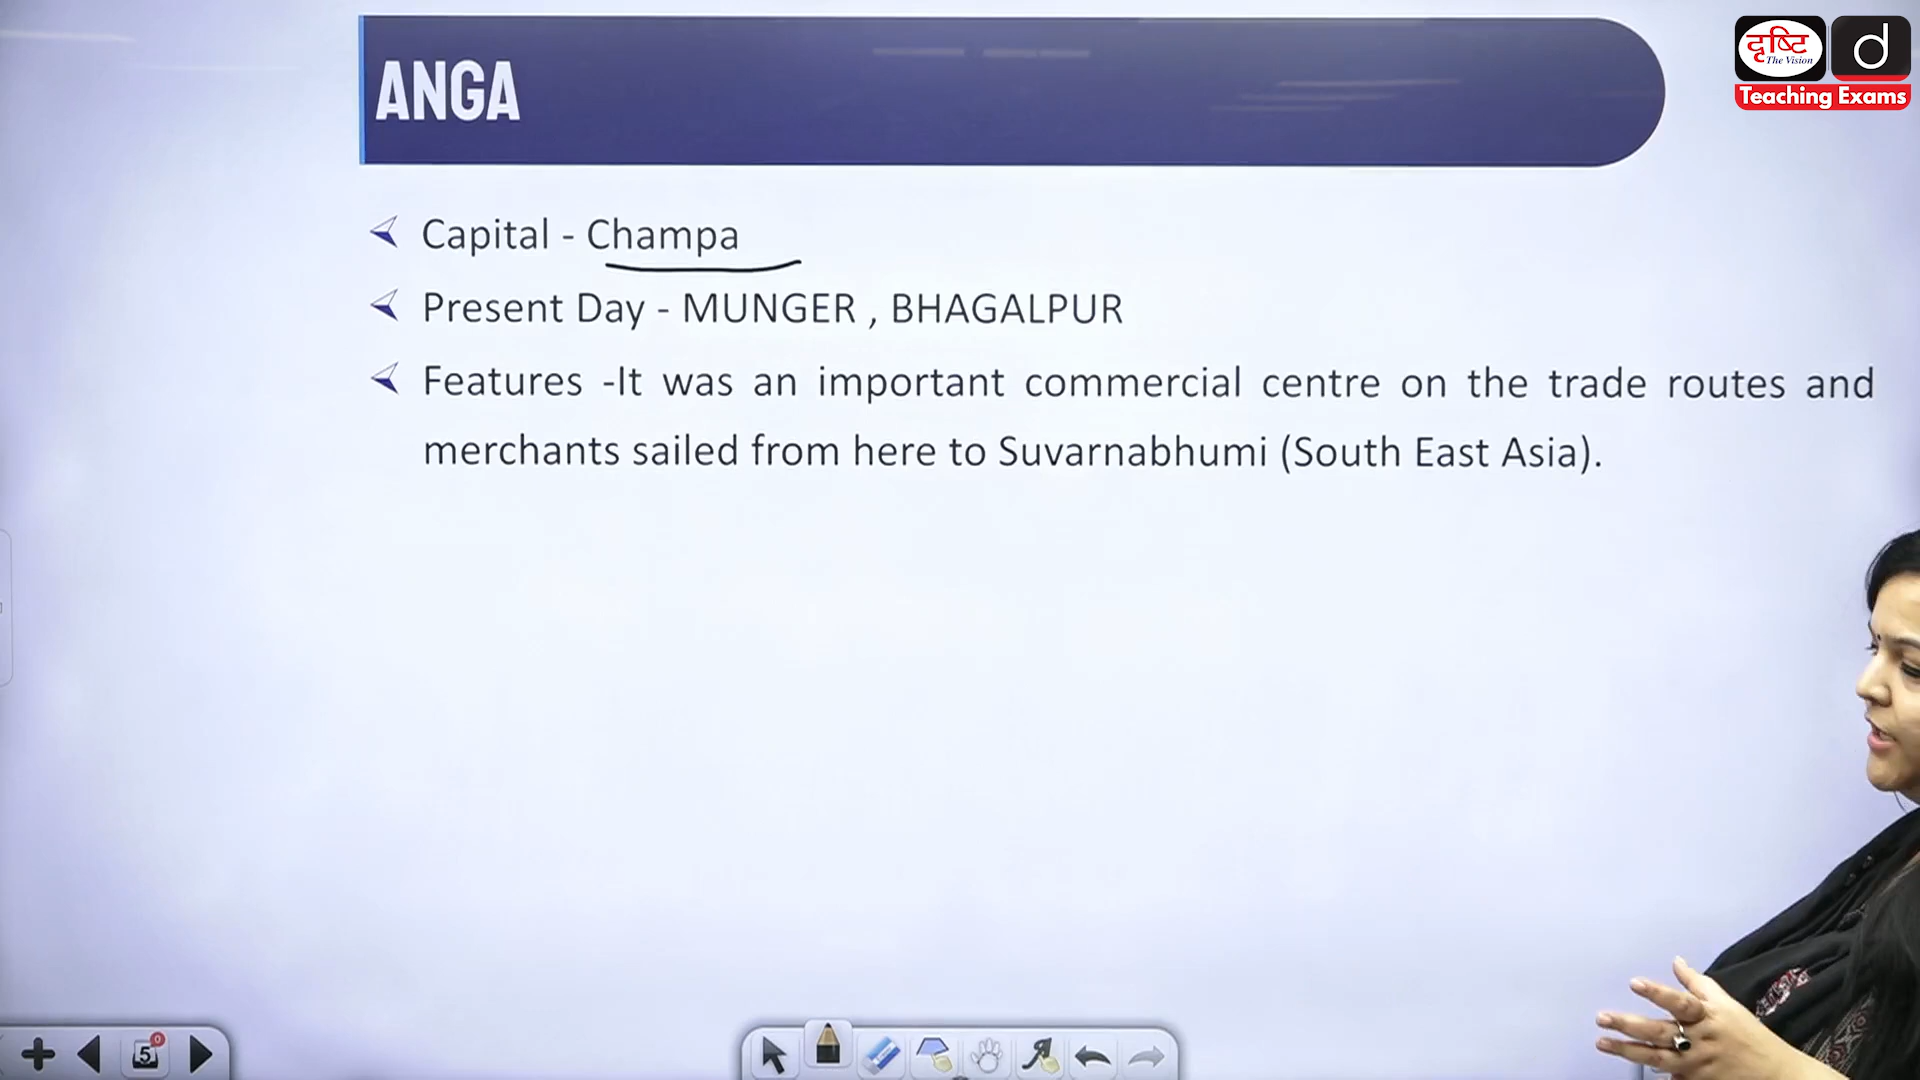 ANGA
दृष्टि
The Vision
d
Teaching Exams
Capital - Champa
Present Day - MUNGER , BHAGALPUR
Features -It was an important commercial centre on the trade routes and
merchants sailed from here to Suvarnabhumi (South East Asia).
5
0